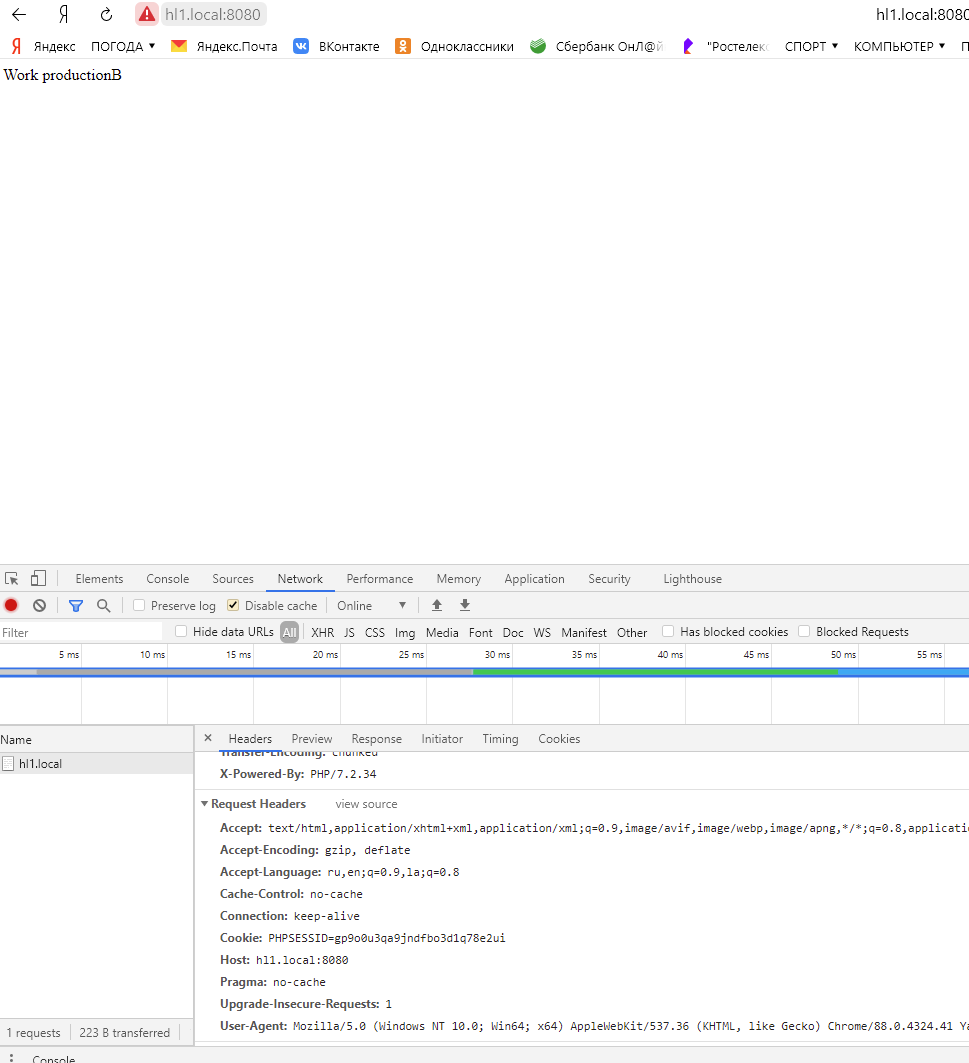 Я hl1.local:8080 hl1.local:8080
Я Яндекс ПОГОДА Яндекс.Почта ВКонтакте Одноклассники Сбербанк ОнЛ@й "Ростелек СПОРТ КОМПЬЮТЕР
Work productionB
Elements Console Sources Network Performance Memory Application Security Lighthouse
Preserve log Disable cache Online
Filter Hide data URLs All XHR JS CSS Img Media Font Doc WS Manifest Other Has blocked cookies Blocked Requests
5 ms 10 ms 15 ms 20 ms 25 ms 30 ms 35 ms 40 ms 45 ms 50 ms 55 ms
Name × Headers Preview Response Initiator Timing Cookies
hl1.local
Transfer-Encoding: chunked
X-Powered-By: PHP/7.2.34
Request Headers view source
Accept: text/html,application/xhtml+xml,application/xml;q=0.9,image/avif,image/webp,image/apng,*/*;q=0.8,applicatio
Accept-Encoding: gzip, deflate
Accept-Language: ru,en;q=0.9,la;q=0.8
Cache-Control: no-cache
Connection: keep-alive
Cookie: PHPSESSID=gp9o0u3qa9jndfbo3d1q78e2ui
Host: hl1.local:8080
Pragma: no-cache
Upgrade-Insecure-Requests: 1
User-Agent: Mozilla/5.0 (Windows NT 10.0; Win64; x64) AppleWebKit/537.36 (KHTML, like Gecko) Chrome/88.0.4324.41 Ya
1 requests 223 B transferred
Console